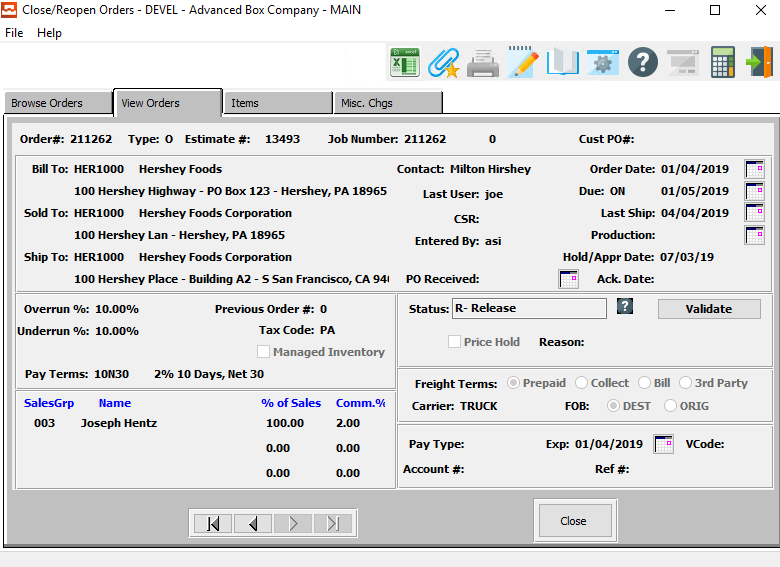 Close/Reopen Orders - DEVEL - Advanced Box Company - MAIN
File Help
Browse Orders View Orders Items Misc. Chgs
Order#: 211262 Type: O Estimate #: 13493 Job Number: 211262 0 Cust PO#:
Bill To: HER1000 Hershey Foods Contact: Milton Hirshey Order Date: 01/04/2019
100 Hershey Highway - PO Box 123 - Hershey, PA 18965 Last User: joe Due: ON 01/05/2019
Sold To: HER1000 Hershey Foods Corporation CSR: Last Ship: 04/04/2019
100 Hershey Lan - Hershey, PA 18965 Entered By: asi Production:
Ship To: HER1000 Hershey Foods Corporation Hold/Appr Date: 07/03/19
100 Hershey Place - Building A2 - S San Francisco, CA 940 PO Received: Ack. Date:
Overrun %: 10.00% Previous Order #: 0 Status: R- Release ? Validate
Underrun %: 10.00% Tax Code: PA
Managed Inventory Price Hold Reason:
Pay Terms: 10N30 2% 10 Days, Net 30 Freight Terms: Prepaid Collect Bill 3rd Party
SalesGrp Name % of Sales Comm.% Carrier: TRUCK FOB: DEST ORIG
003 Joseph Hentz 100.00 2.00
0.00 0.00 Pay Type: Exp: 01/04/2019 VCode:
0.00 0.00 Account #: Ref #:
Close